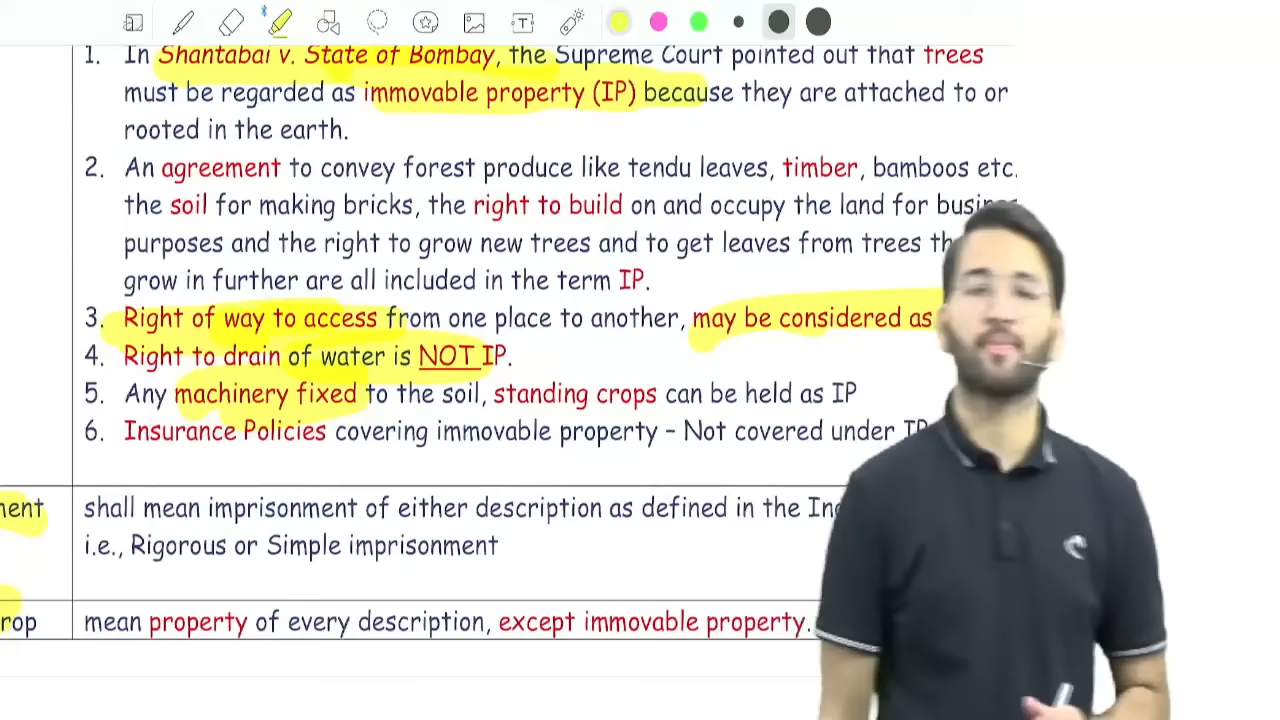 1. In Shantabai v. State of Bombay, the Supreme Court pointed out that trees
must be regarded as immovable property (IP) because they are attached to or
rooted in the earth.
2. An agreement to convey forest produce like tendu leaves, timber, bamboos etc.
the soil for making bricks, the right to build on and occupy the land for
purposes and the right to grow new trees and to get leaves from trees
grow in further are all included in the term IP.
3. Right of way to access from one place to another, may be considered as
4. Right to drain of water is NOT IP.
5. Any machinery fixed to the soil, standing crops can be held as IP
6. Insurance Policies covering immovable property – Not covered under IP
shall mean imprisonment of either description as defined in the
i.e., Rigorous or Simple imprisonment
mean property of every description, except immovable property.